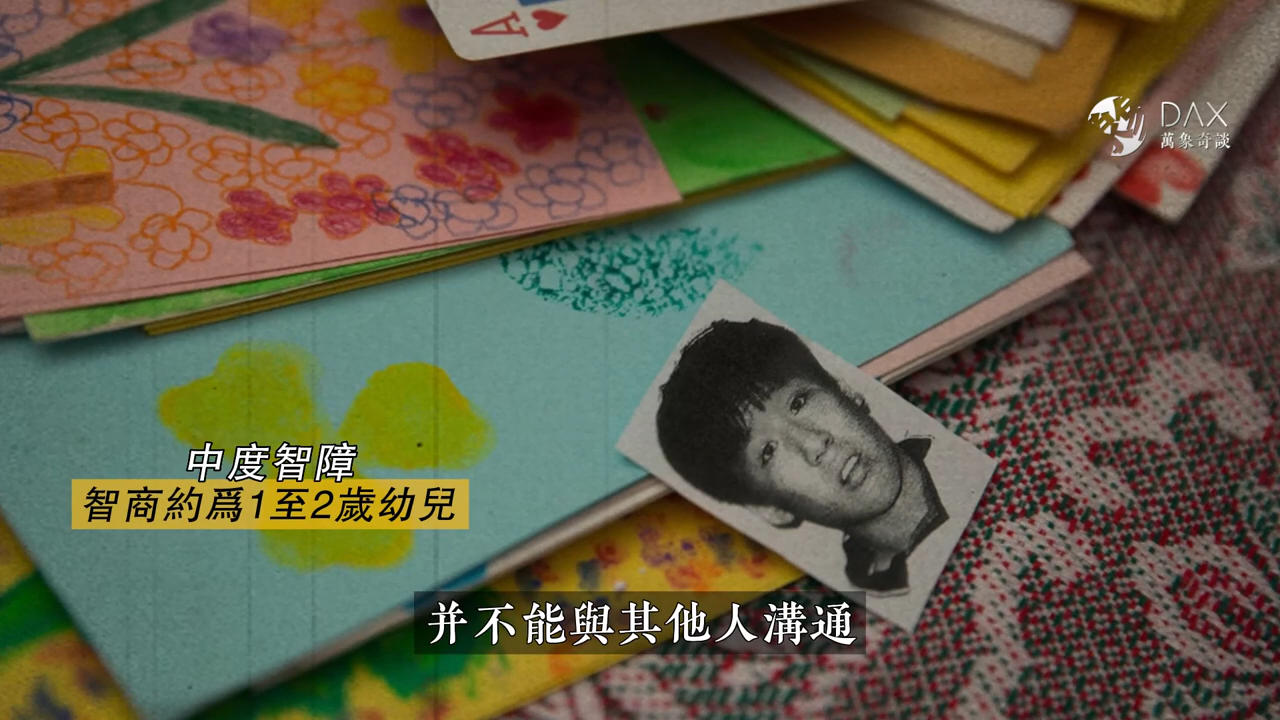 A
DAX
萬象奇談
中度智障
智商約爲1至2歲幼兒
并不能與其他人溝通